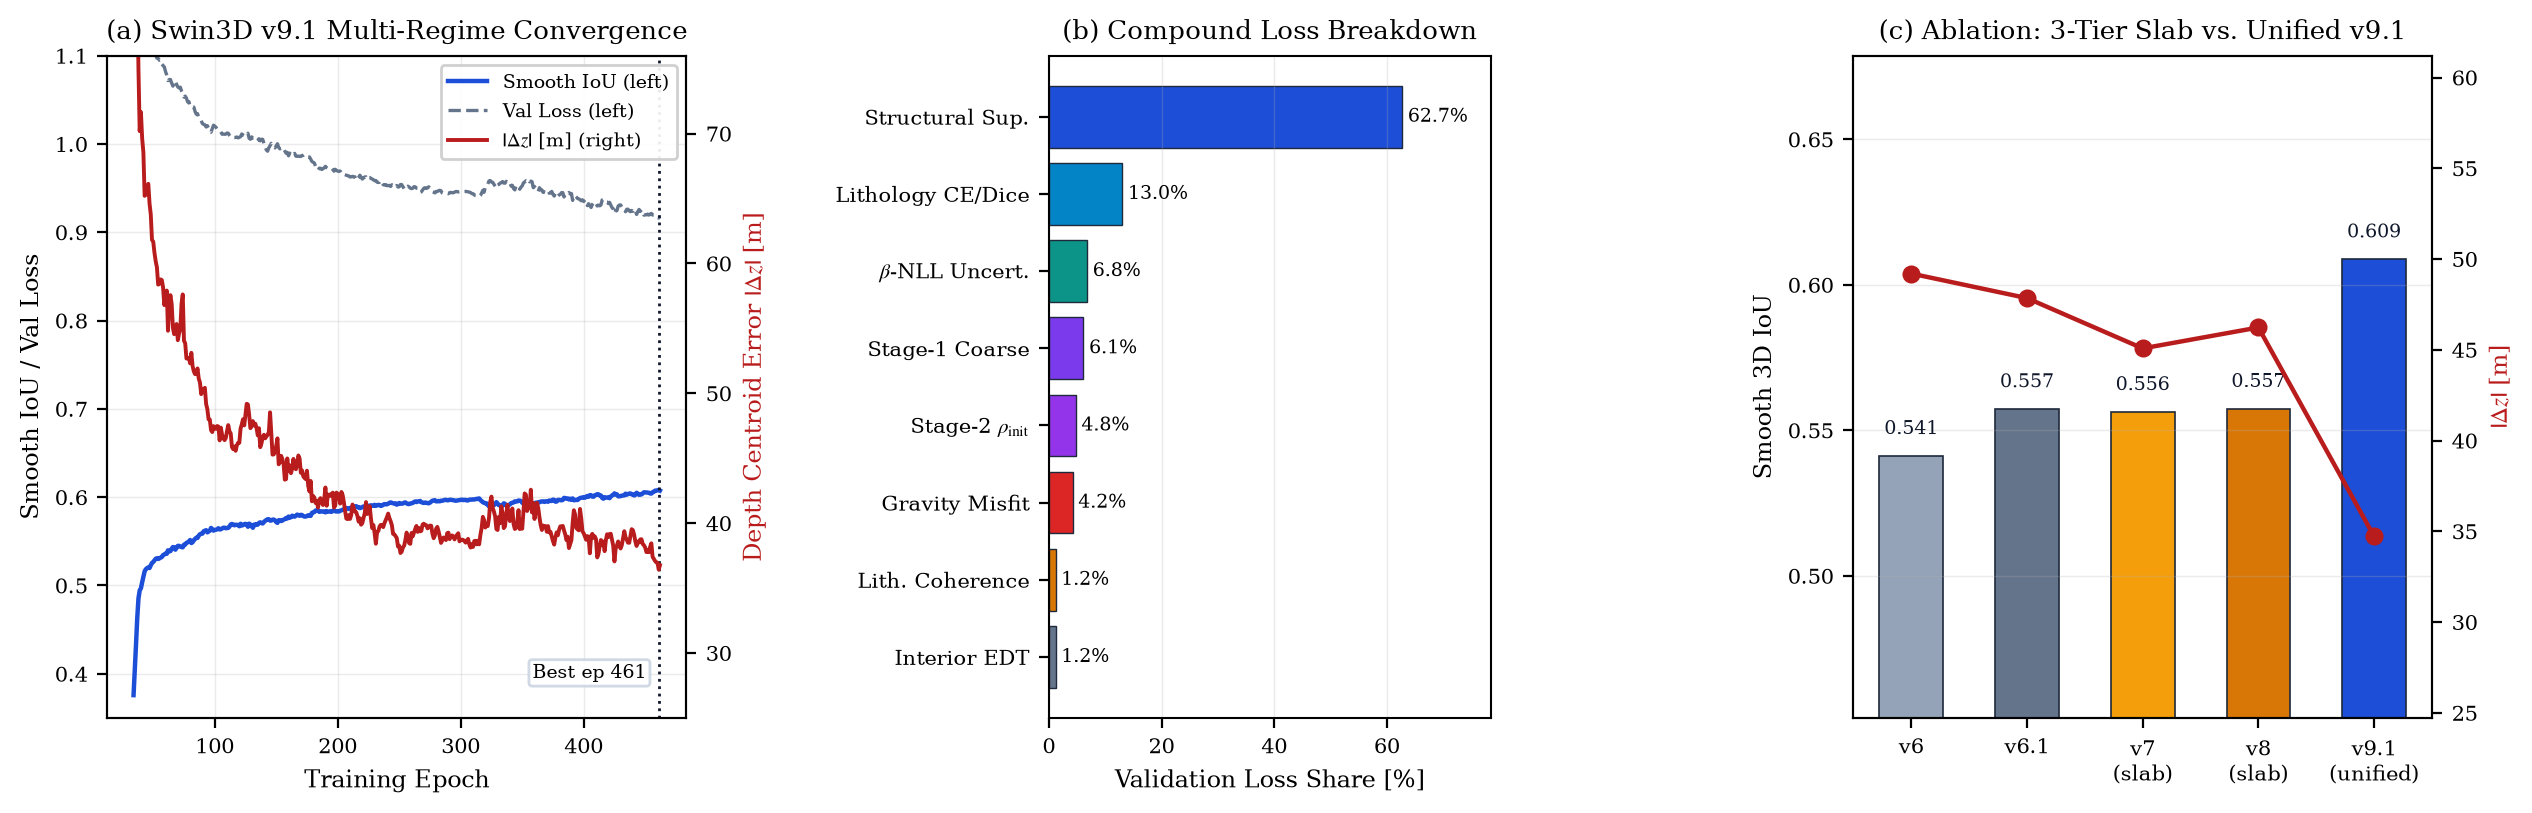 (a) Swin3D v9.1 Multi-Regime Convergence
Smooth IoU (left)
Val Loss (left)
|Δz| [m] (right)
1.1
1.0
0.9
0.8
0.7
0.6
0.5
0.4
Smooth IoU / Val Loss
70
60
50
40
30
Depth Centroid Error |Δz| [m]
Best ep 461
100
200
300
400
Training Epoch
(b) Compound Loss Breakdown
Structural Sup.
62.7%
Lithology CE/Dice
13.0%
β-NLL Uncert.
6.8%
Stage-1 Coarse
6.1%
Stage-2 ρinit
4.8%
Gravity Misfit
4.2%
Lith. Coherence
1.2%
Interior EDT
1.2%
0
20
40
60
Validation Loss Share [%]
(c) Ablation: 3-Tier Slab vs. Unified v9.1
0.65
0.60
0.55
0.50
Smooth 3D IoU
0.541
0.557
0.556
0.557
0.609
60
55
50
45
40
35
30
25
|Δz| [m]
v6
v6.1
v7
(slab)
v8
(slab)
v9.1
(unified)